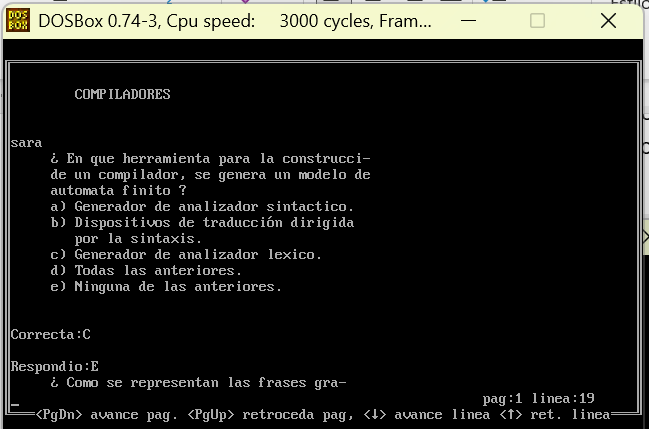 DOSBox 0.74-3, Cpu speed: 3000 cycles, Fram...
COMPILADORES
sara
¿ En que herramienta para la construcci-
de un compilador, se genera un modelo de
automata finito ?
a) Generador de analizador sintactico.
b) Dispositivos de traducción dirigida
por la sintaxis.
c) Generador de analizador lexico.
d) Todas las anteriores.
e) Ninguna de las anteriores.
Correcta:C
Respondio:E
¿ Como se representan las frases gra-
pag:1 linea:19
<PgDn> avance pag. <PgUp> retroceda pag, <↓> avance linea <↑> ret. linea